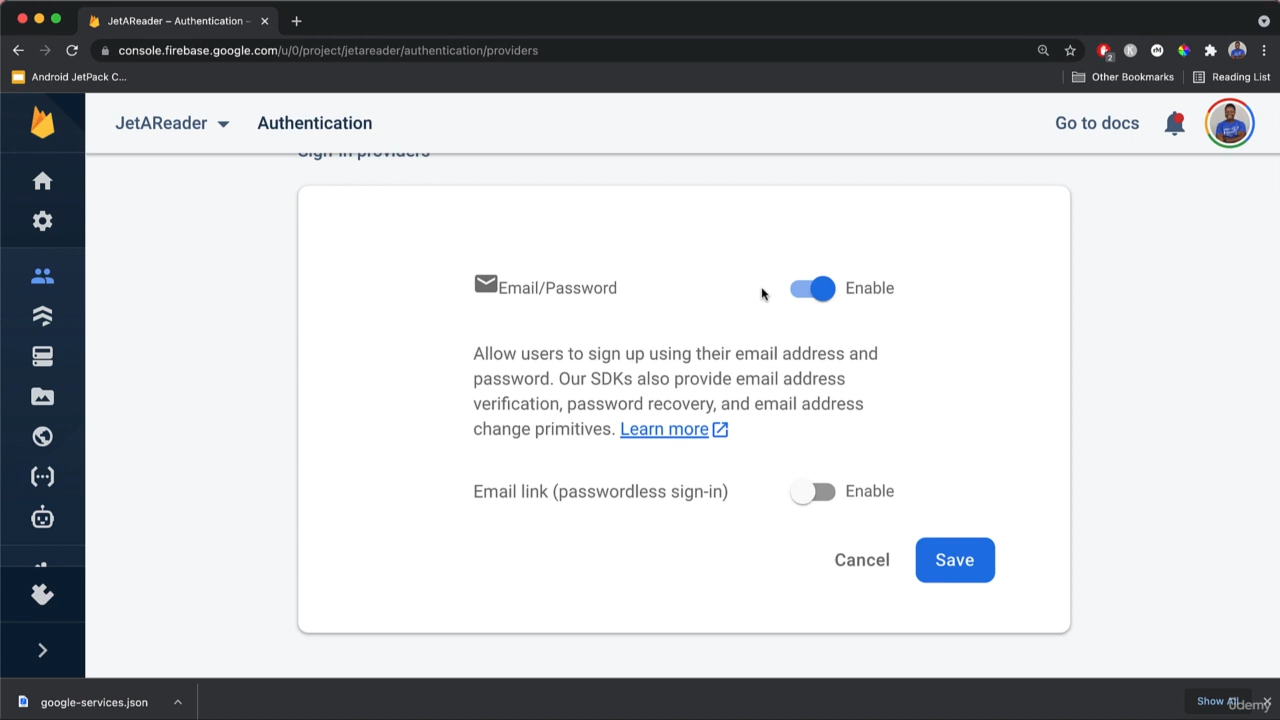 JetAReader – Authentication –
console.firebase.google.com/u/0/project/jetareader/authentication/providers
2
Android JetPack C...
Other Bookmarks
Reading List
JetAReader
Authentication
Go to docs
Sign-in providers
Email/Password
Enable
Allow users to sign up using their email address and
password. Our SDKs also provide email address
verification, password recovery, and email address
change primitives. Learn more
Email link (passwordless sign-in)
Enable
Cancel
Save
google-services.json
Show All
udemy